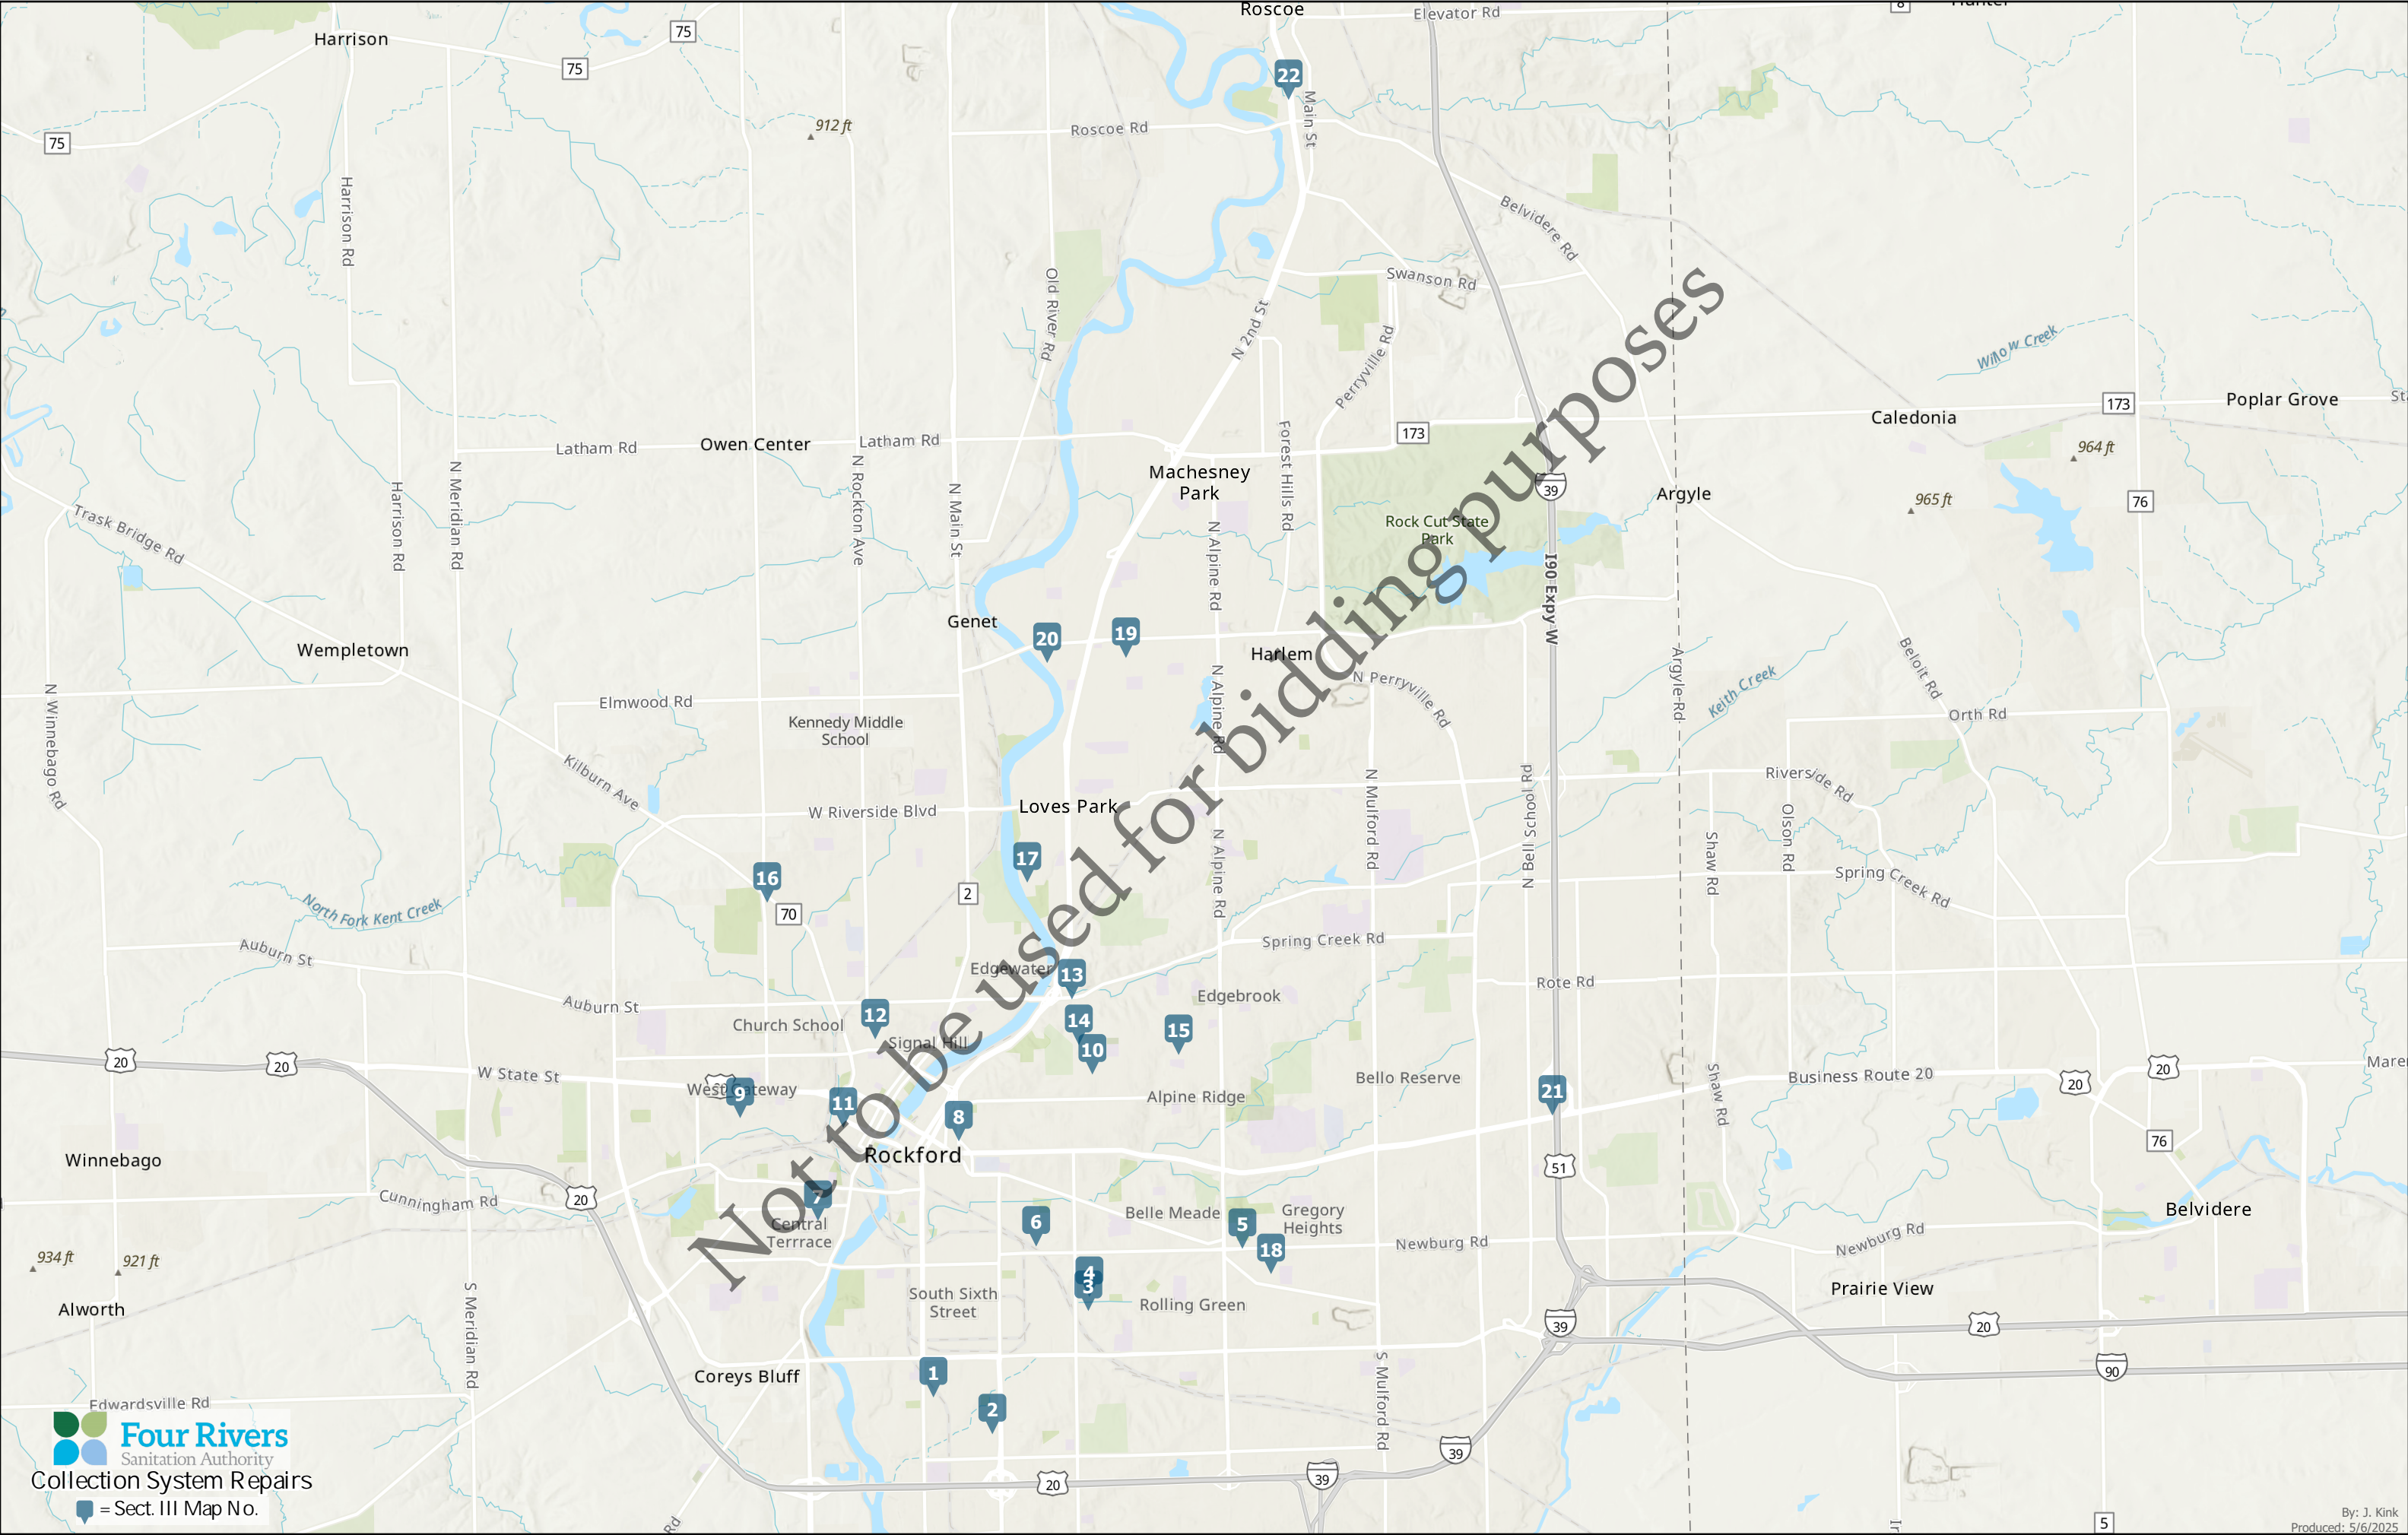 Roscoe
Elevator Rd
8
Harrison
75
75
22
Main St
912 ft
Roscoe Rd
75
Harrison Rd
Belvidere Rd
Swanson Rd
Old River Rd
N 2nd St
Perryville Rd
Willow Creek
173
Poplar Grove
Caledonia
173
Latham Rd
Owen Center
Latham Rd
964 ft
Machesney
Park
Forest Hills Rd
39
Argyle
965 ft
76
N Meridian Rd
Harrison Rd
N Rockton Ave
N Main St
Trask Bridge Rd
N Alpine Rd
Rock Cut State
Park
I90 Expy W
Genet
20
19
Harlem
Wempletown
N Winnebago Rd
Elmwood Rd
Kennedy Middle
School
N Alpine Rd
N Perryville Rd
Argyle Rd
Keith Creek
Beloit Rd
Orth Rd
Kilburn Ave
W Riverside Blvd
Loves Park
N Mulford Rd
N Bell School Rd
Riverside Rd
Olson Rd
Shaw Rd
17
N Alpine Rd
16
70
2
Spring Creek Rd
North Fork Kent Creek
Auburn St
Spring Creek Rd
Edgewater
13
Rote Rd
Edgebrook
Auburn St
12
Church School
14
15
Signal Hill
10
20
20
W State St
West Gateway
9
11
8
Alpine Ridge
Bello Reserve
21
Shaw Rd
Business Route 20
20
20
76
Winnebago
Rockford
51
Cunningham Rd
20
7
Central
Terrrace
6
Belle Meade
5
Gregory
Heights
18
Newburg Rd
Newburg Rd
Belvidere
934 ft
921 ft
Alworth
4
3
South Sixth
Street
Rolling Green
Prairie View
S Meridian Rd
39
20
Coreys Bluff
1
2
S Mulford Rd
90
Edwardsville Rd
39
39
20
5
Rd
Not to be used for bidding purposes
Four Rivers
Sanitation Authority
Collection System Repairs
= Sect. III Map No.
By: J. Kink
Produced: 5/6/2025